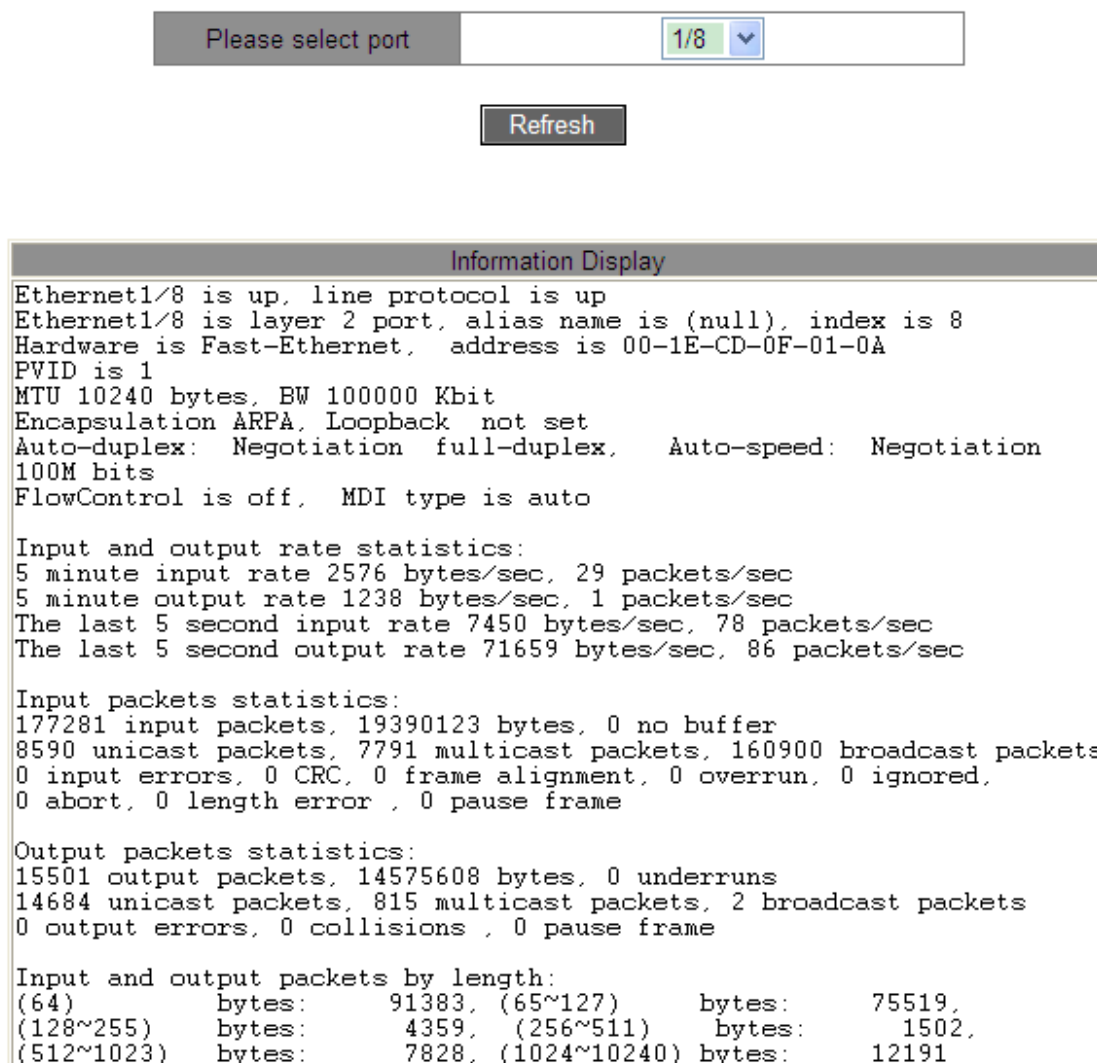 Please select port 1/8
Refresh
Information Display
Ethernet1/8 is up, line protocol is up
Ethernet1/8 is layer 2 port, alias name is (null), index is 8
Hardware is Fast-Ethernet,  address is 00-1E-CD-0F-01-0A
PVID is 1
MTU 10240 bytes, BW 100000 Kbit
Encapsulation ARPA, Loopback  not set
Auto-duplex:  Negotiation  full-duplex,   Auto-speed:  Negotiation
100M bits
FlowControl is off,  MDI type is auto
Input and output rate statistics:
5 minute input rate 2576 bytes/sec, 29 packets/sec
5 minute output rate 1238 bytes/sec, 1 packets/sec
The last 5 second input rate 7450 bytes/sec, 78 packets/sec
The last 5 second output rate 71659 bytes/sec, 86 packets/sec
Input packets statistics:
177281 input packets, 19390123 bytes, 0 no buffer
8590 unicast packets, 7791 multicast packets, 160900 broadcast packets
0 input errors, 0 CRC, 0 frame alignment, 0 overrun, 0 ignored,
0 abort, 0 length error , 0 pause frame
Output packets statistics:
15501 output packets, 14575608 bytes, 0 underruns
14684 unicast packets, 815 multicast packets, 2 broadcast packets
0 output errors, 0 collisions , 0 pause frame
Input and output packets by length:
(64)         bytes:      91383, (65~127)     bytes:      75519,
(128~255)    bytes:       4359,  (256~511)    bytes:       1502,
(512~1023)   bytes:       7828, (1024~10240) bytes:      12191